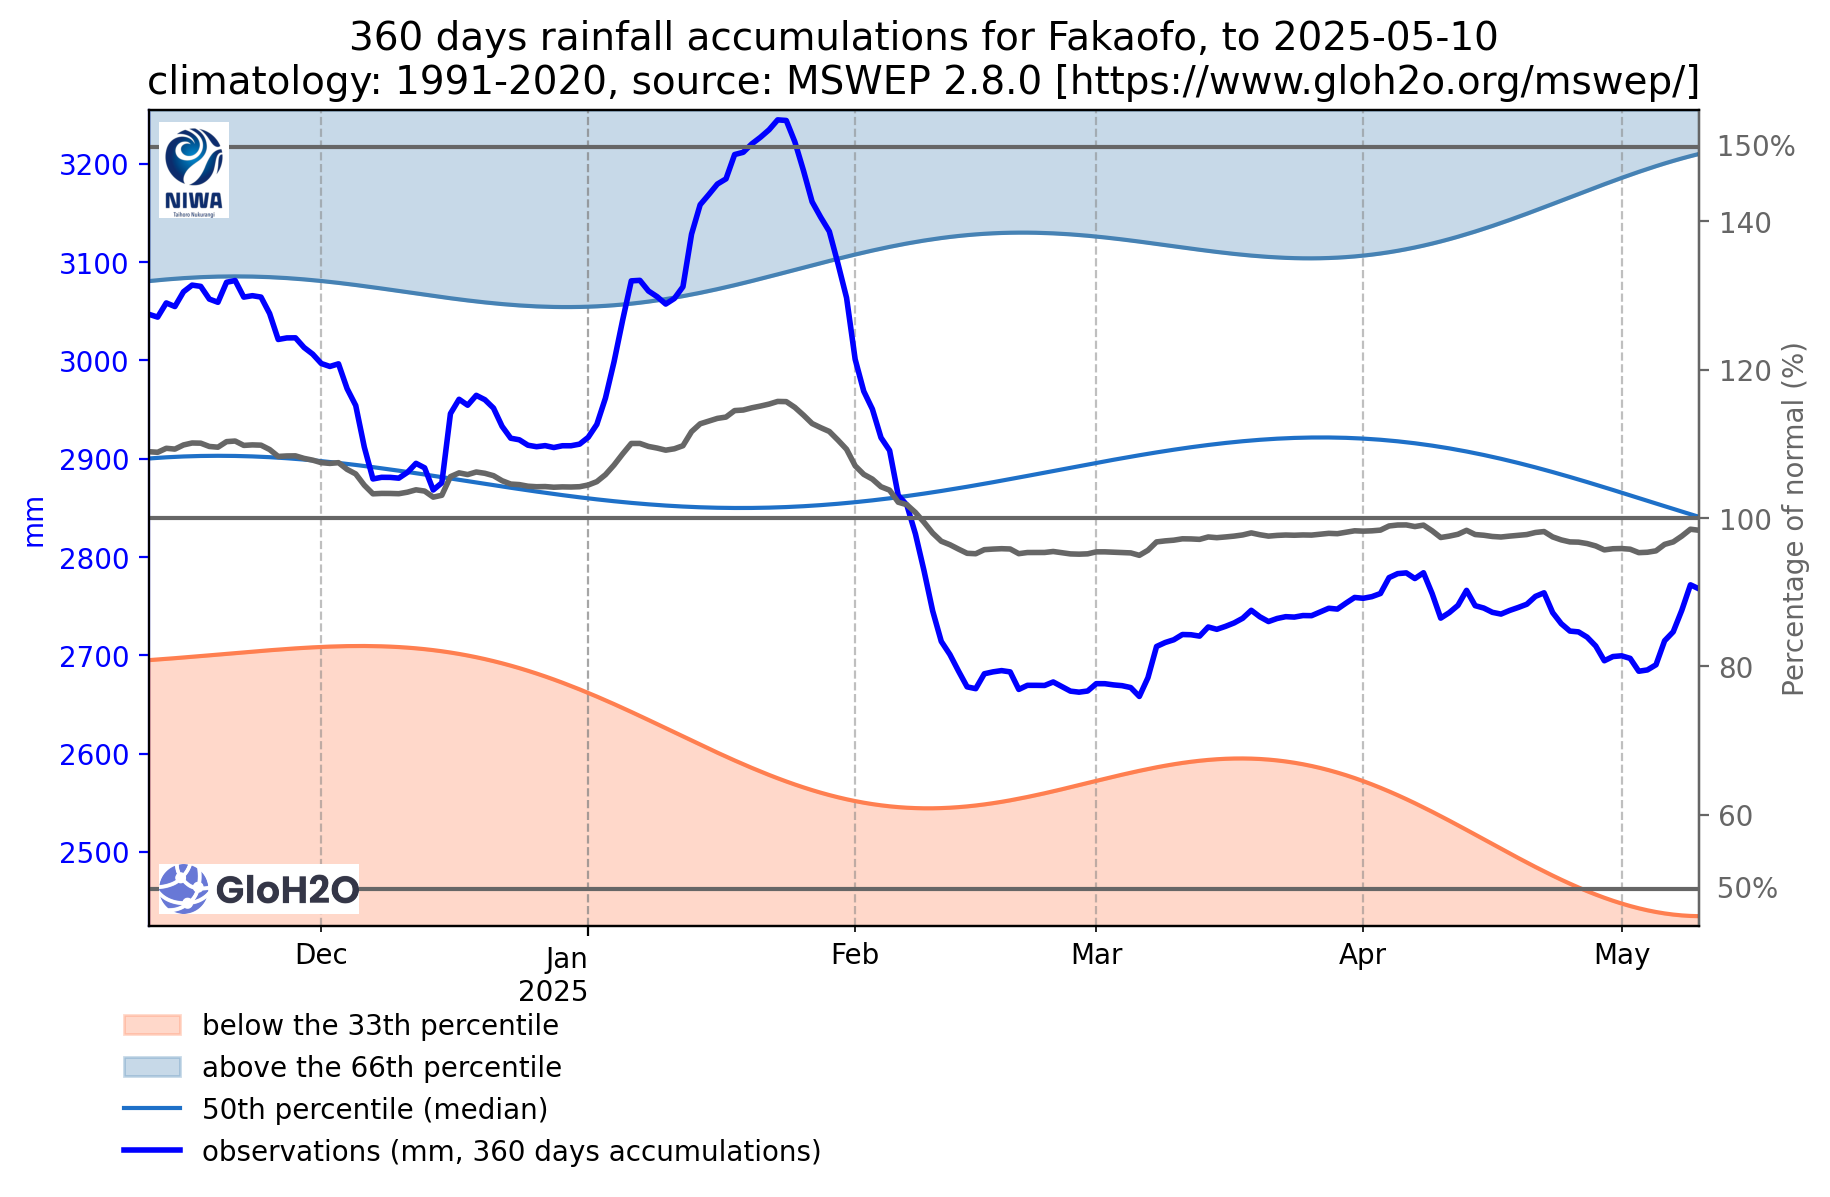 360 days rainfall accumulations for Fakaofo, to 2025-05-10
climatology: 1991-2020, source: MSWEP 2.8.0 [https://www.gloh2o.org/mswep/]
NIWA
Taihoro Nukurangi
3200
3100
3000
2900
2800
2700
2600
2500
mm
150%
140
120
100
80
60
50%
Percentage of normal (%)
GloH2O
Dec
Jan
2025
Feb
Mar
Apr
May
below the 33th percentile
above the 66th percentile
50th percentile (median)
observations (mm, 360 days accumulations)